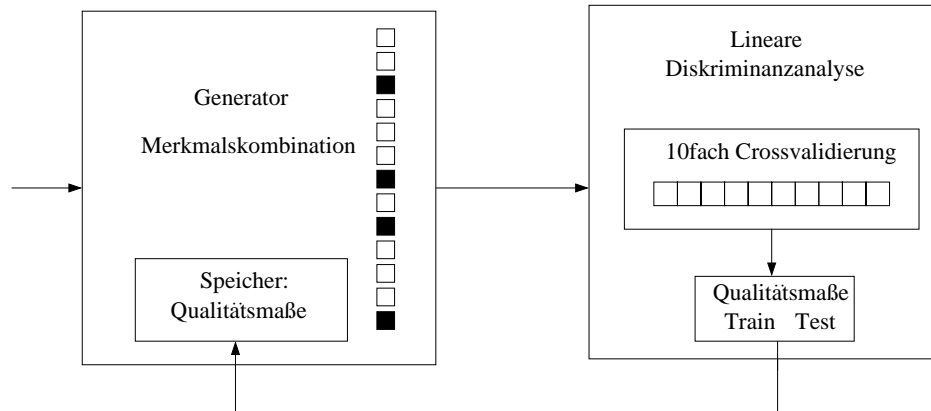 Generator
Merkmalskombination
Speicher:
Qualitätsmaße
Lineare
Diskriminanzanalyse
10fach Crossvalidierung
Qualitätsmaße
Train Test